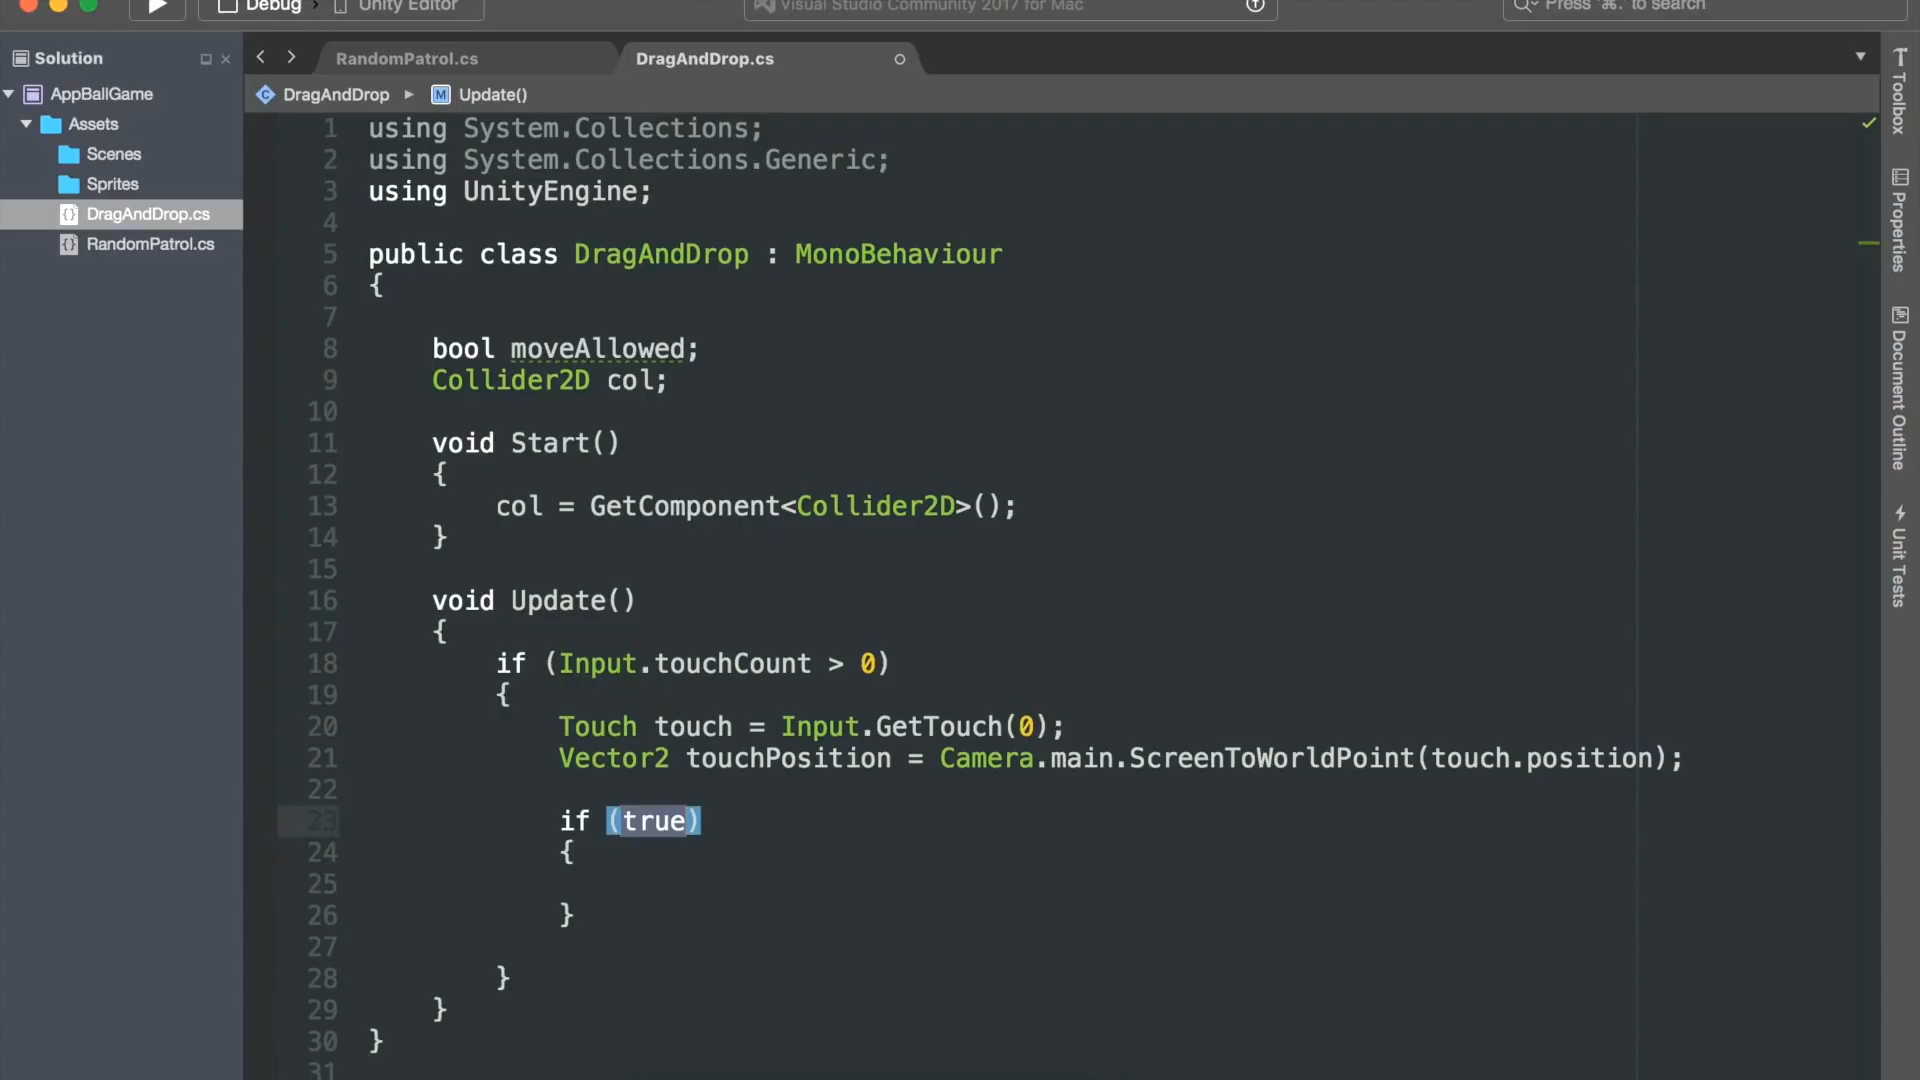 Debug
Unity Editor
Visual Studio Community 2017 for Mac
Press '⌘.' to search
Solution
AppBallGame
Assets
Scenes
Sprites
DragAndDrop.cs
RandomPatrol.cs
RandomPatrol.cs
DragAndDrop.cs
DragAndDrop
Update()
1 using System.Collections;
2 using System.Collections.Generic;
3 using UnityEngine;
4
5 public class DragAndDrop : MonoBehaviour
6 {
7
8 bool moveAllowed;
9 Collider2D col;
10
11 void Start()
12 {
13 col = GetComponent<Collider2D>();
14 }
15
16 void Update()
17 {
18 if (Input.touchCount > 0)
19 {
20 Touch touch = Input.GetTouch(0);
21 Vector2 touchPosition = Camera.main.ScreenToWorldPoint(touch.position);
22
23 if (true)
24 {
25
26 }
27
28 }
29 }
30 }
31
Toolbox
Properties
Document Outline
Unit Tests